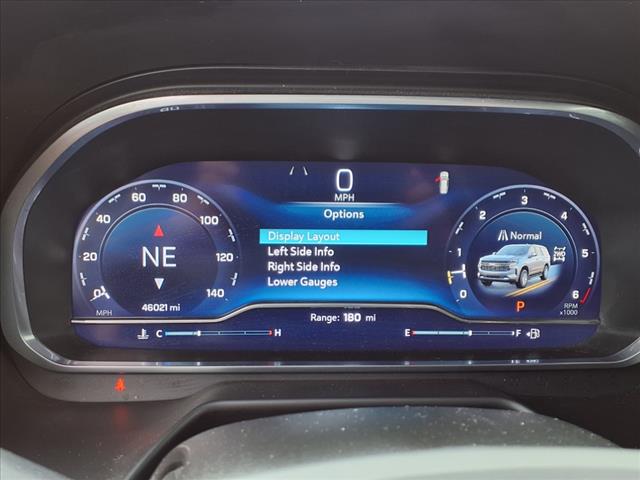 0
MPH
Options
Display Layout
Left Side Info
Right Side Info
Lower Gauges
Range: 180 mi
0 20 40 60 80 100 120 140
NE
46021 mi
MPH
C H
0 1 2 3 4 5 6
Normal
2WD
P
RPM
x1000
E F